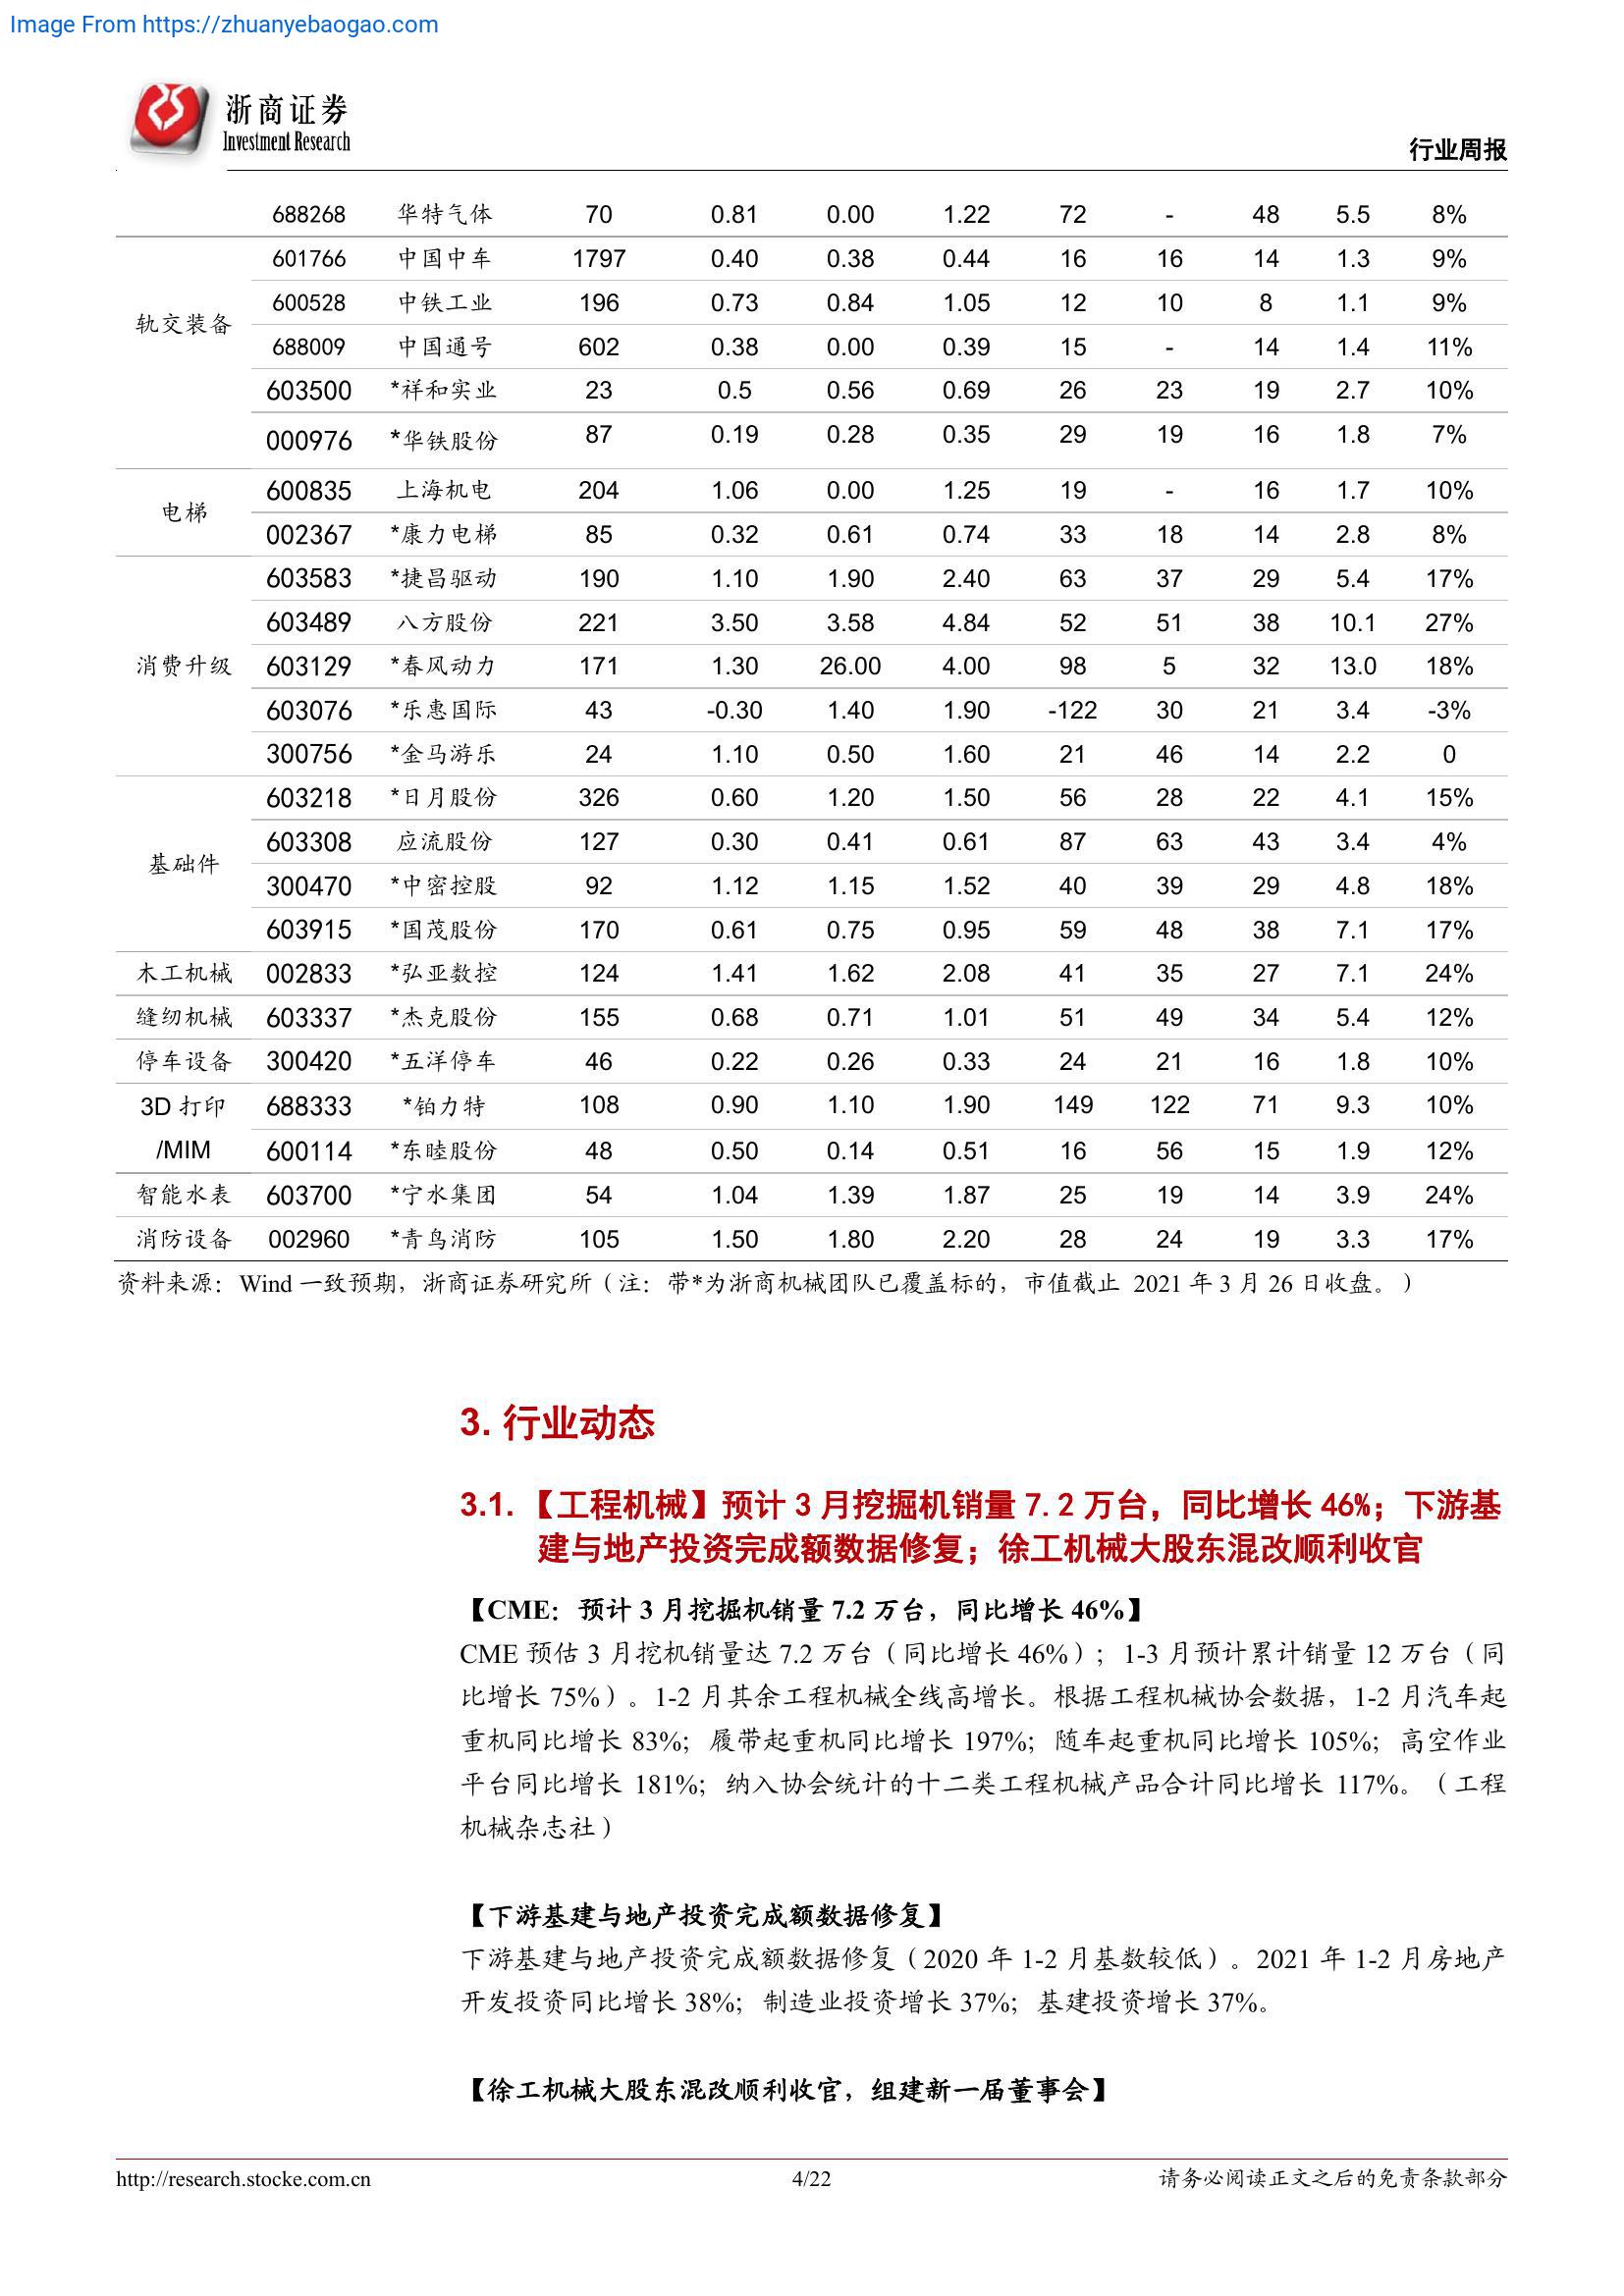 Image From https://zhuanyebaogao.com
浙商证券
Investment Research
行业周报
688268 华特气体 70 0.81 0.00 1.22 72 - 48 5.5 8%
轨交装备
601766 中国中车 1797 0.40 0.38 0.44 16 16 14 1.3 9%
600528 中铁工业 196 0.73 0.84 1.05 12 10 8 1.1 9%
688009 中国通号 602 0.38 0.00 0.39 15 - 14 1.4 11%
603500 *祥和实业 23 0.5 0.56 0.69 26 23 19 2.7 10%
000976 *华铁股份 87 0.19 0.28 0.35 29 19 16 1.8 7%
电梯
600835 上海机电 204 1.06 0.00 1.25 19 - 16 1.7 10%
002367 *康力电梯 85 0.32 0.61 0.74 33 18 14 2.8 8%
消费升级
603583 *捷昌驱动 190 1.10 1.90 2.40 63 37 29 5.4 17%
603489 八方股份 221 3.50 3.58 4.84 52 51 38 10.1 27%
603129 *春风动力 171 1.30 26.00 4.00 98 5 32 13.0 18%
603076 *乐惠国际 43 -0.30 1.40 1.90 -122 30 21 3.4 -3%
300756 *金马游乐 24 1.10 0.50 1.60 21 46 14 2.2 0
基础件
603218 *日月股份 326 0.60 1.20 1.50 56 28 22 4.1 15%
603308 应流股份 127 0.30 0.41 0.61 87 63 43 3.4 4%
300470 *中密控股 92 1.12 1.15 1.52 40 39 29 4.8 18%
603915 *国茂股份 170 0.61 0.75 0.95 59 48 38 7.1 17%
木工机械 002833 *弘亚数控 124 1.41 1.62 2.08 41 35 27 7.1 24%
缝纫机械 603337 *杰克股份 155 0.68 0.71 1.01 51 49 34 5.4 12%
停车设备 300420 *五洋停车 46 0.22 0.26 0.33 24 21 16 1.8 10%
3D 打印 688333 *铂力特 108 0.90 1.10 1.90 149 122 71 9.3 10%
/MIM 600114 *东睦股份 48 0.50 0.14 0.51 16 56 15 1.9 12%
智能水表 603700 *宁水集团 54 1.04 1.39 1.87 25 19 14 3.9 24%
消防设备 002960 *青鸟消防 105 1.50 1.80 2.20 28 24 19 3.3 17%
资料来源：Wind 一致预期，浙商证券研究所（注：带*为浙商机械团队已覆盖标的，市值截止 2021 年 3 月 26 日收盘。）
3. 行业动态
3.1.【工程机械】预计 3 月挖掘机销量 7.2 万台，同比增长 46%；下游基
建与地产投资完成额数据修复；徐工机械大股东混改顺利收官
【CME：预计 3 月挖掘机销量 7.2 万台，同比增长 46%】
CME 预估 3 月挖机销量达 7.2 万台（同比增长 46%）；1-3 月预计累计销量 12 万台（同
比增长 75%）。1-2 月其余工程机械全线高增长。根据工程机械协会数据，1-2 月汽车起
重机同比增长 83%；履带起重机同比增长 197%；随车起重机同比增长 105%；高空作业
平台同比增长 181%；纳入协会统计的十二类工程机械产品合计同比增长 117%。（工程
机械杂志社）
【下游基建与地产投资完成额数据修复】
下游基建与地产投资完成额数据修复（2020 年 1-2 月基数较低）。2021 年 1-2 月房地产
开发投资同比增长 38%；制造业投资增长 37%；基建投资增长 37%。
【徐工机械大股东混改顺利收官，组建新一届董事会】
http://research.stocke.com.cn 4/22 请务必阅读正文之后的免责条款部分